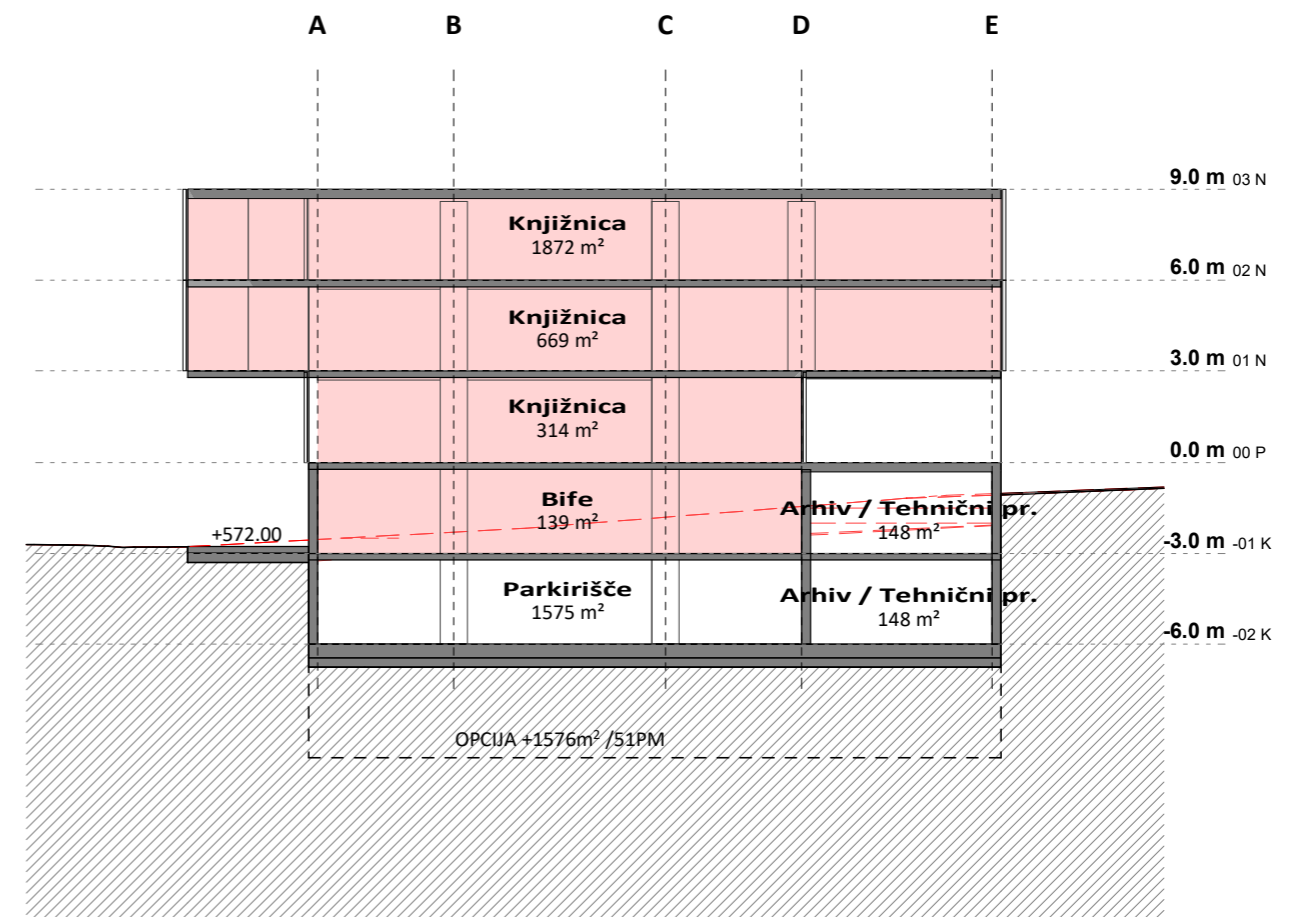 A B C D E
9.0 m 03 N
Knjižnica
1872 m²
6.0 m 02 N
Knjižnica
669 m²
3.0 m 01 N
Knjižnica
314 m²
0.0 m 00 P
Bife
139 m²
Arhiv / Tehnični pr.
148 m²
+572.00
-3.0 m -01 K
Parkirišče
1575 m²
Arhiv / Tehnični pr.
148 m²
-6.0 m -02 K
OPCIJA +1576m² /51PM